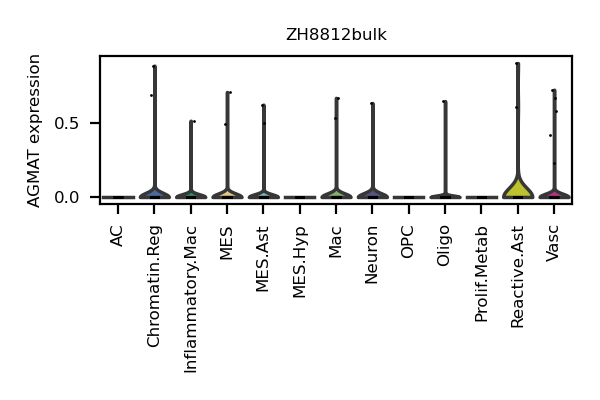 ZH8812bulk
AGMAT expression
0.5
0.0
AC
Chromatin.Reg
Inflammatory.Mac
MES
MES.Ast
MES.Hyp
Mac
Neuron
OPC
Oligo
Prolif.Metab
Reactive.Ast
Vasc